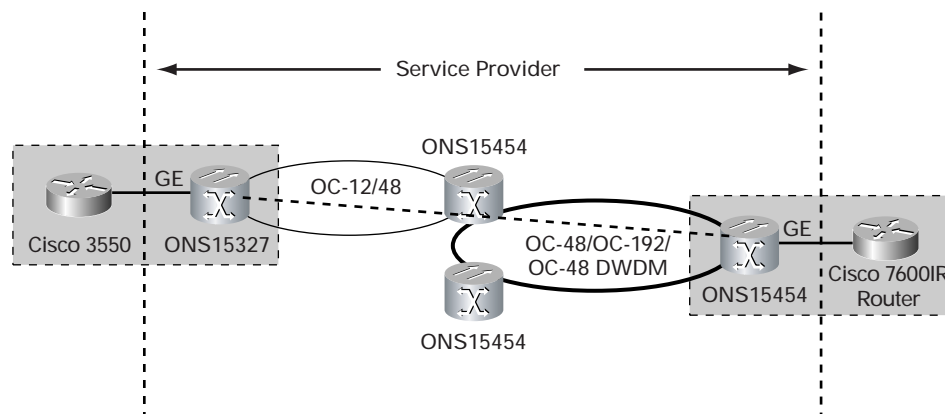 Service Provider
ONS15454
GE
OC-12/48
Cisco 3550
ONS15327
OC-48/OC-192/
OC-48 DWDM
GE
ONS15454
Cisco 7600IR
Router
ONS15454